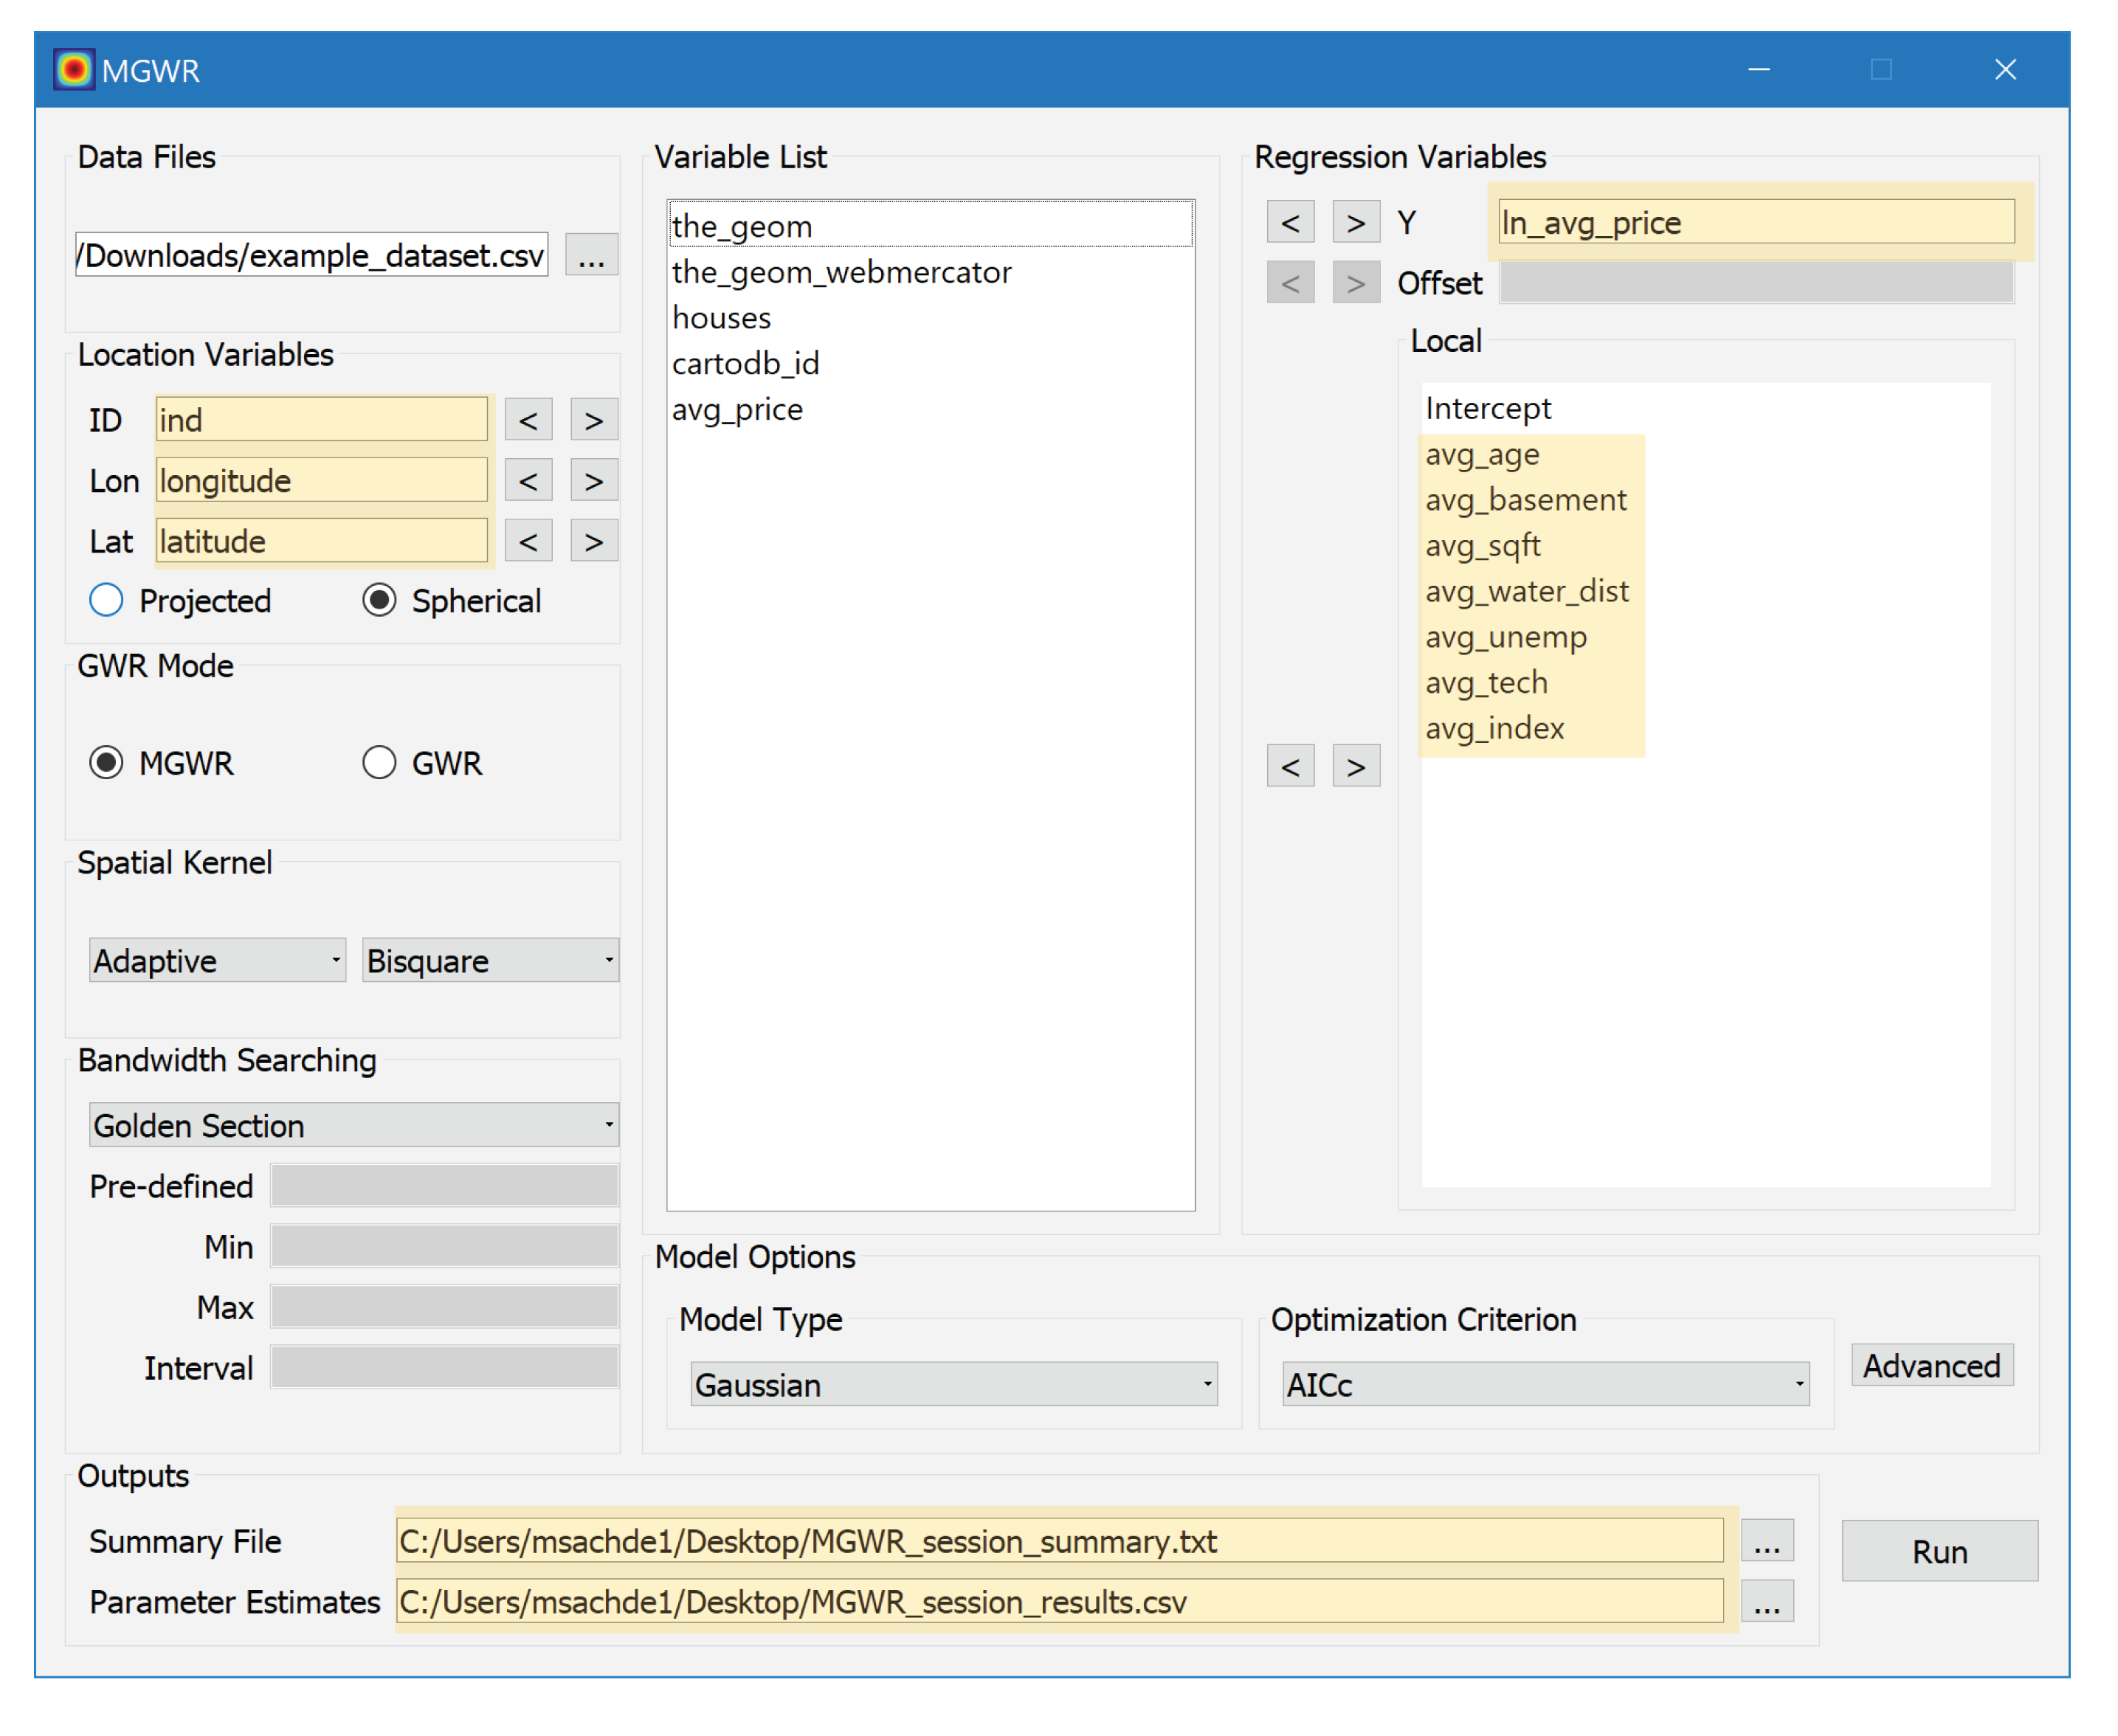 MGWR
Data Files
/Downloads/example_dataset.csv
...
Location Variables
ID ind < >
Lon longitude < >
Lat latitude < >
Projected Spherical
GWR Mode
MGWR GWR
Spatial Kernel
Adaptive Bisquare
Bandwidth Searching
Golden Section
Pre-defined
Min
Max
Interval
Variable List
the_geom
the_geom_webmercator
houses
cartodb_id
avg_price
Regression Variables
< > Y ln_avg_price
< > Offset
Local
Intercept
avg_age
avg_basement
avg_sqft
avg_water_dist
avg_unemp
avg_tech
avg_index
< >
Model Options
Model Type
Gaussian
Optimization Criterion
AICc
Advanced
Outputs
Summary File C:/Users/msachde1/Desktop/MGWR_session_summary.txt ...
Parameter Estimates C:/Users/msachde1/Desktop/MGWR_session_results.csv ...
Run